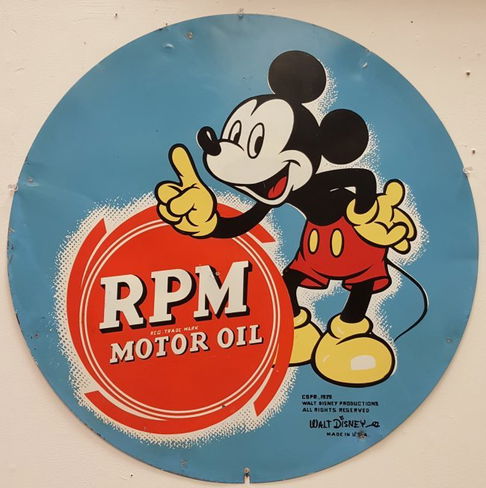 RPM
REG. TRADE MARK
MOTOR OIL
COPR. 1939
WALT DISNEY PRODUCTIONS
ALL RIGHTS RESERVED
WALT DISNEY
MADE IN U.S.A.